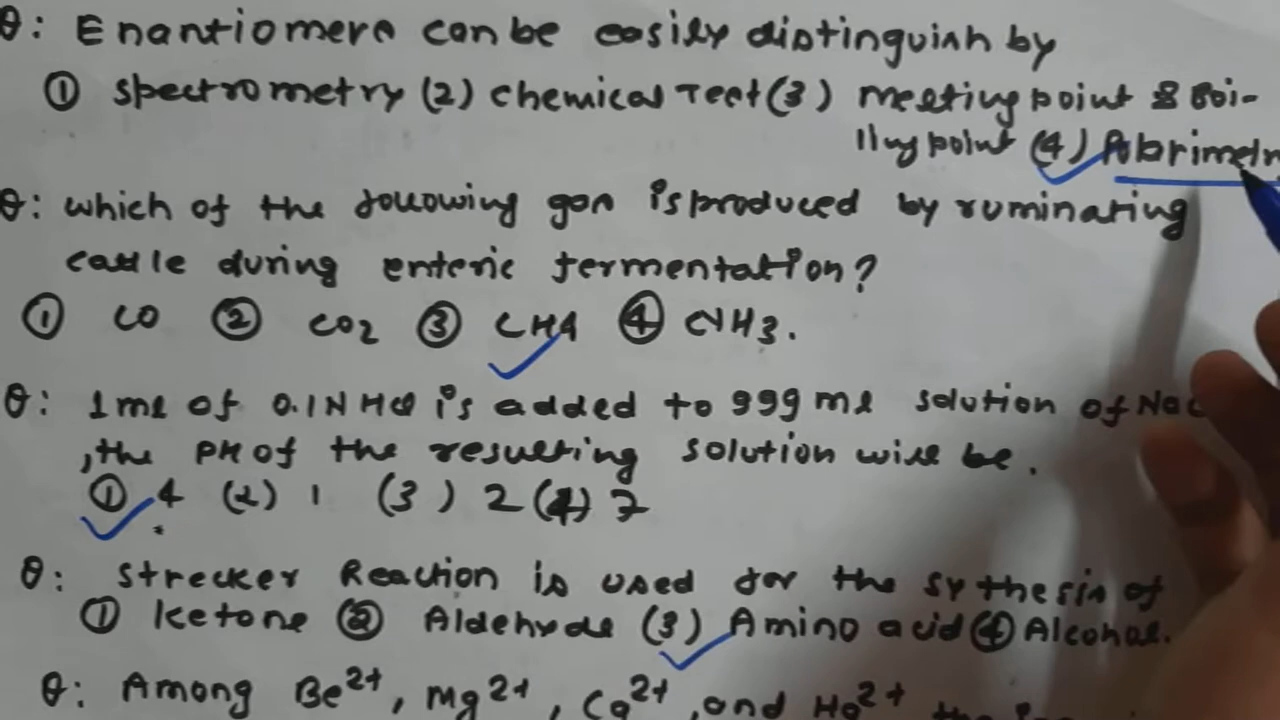 Q: Enantiomers can be easily distinguish by
① Spectrometry (2) chemical Test (3) Melting point & Boi-
lling point (4) Polarimetry
Q: which of the following gas is produced by ruminating
cattle during enteric fermentation?
① CO ② CO2 ③ CH4 ④ NH3.
Q: 1ml of 0.1N HCl is added to 999 ml solution of
, the PH of the resulting solution will be.
① 4 (2) 1 (3) 2 (4) 7
Q: Strecker Reaction is used for the sythesis of
① Ketone ② Aldehyde (3) Amino acid ④ Alcohol.
Q: Among Be2+, Mg2+, Ca2+, and